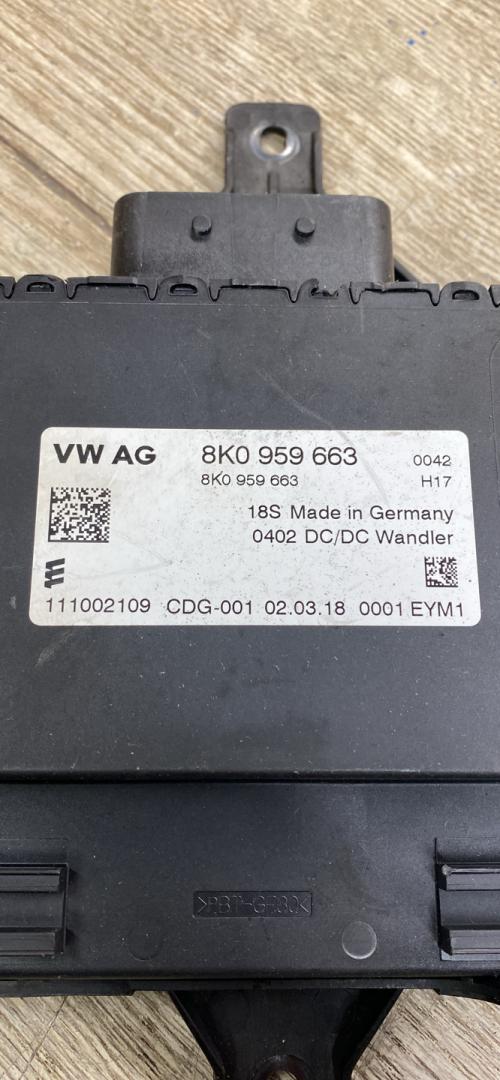 VW AG 8K0 959 663 0042
8K0 959 663 H17
18S Made in Germany
0402 DC/DC Wandler
111002109 CDG-001 02.03.18 0001 EYM1
>PBT-GF30<